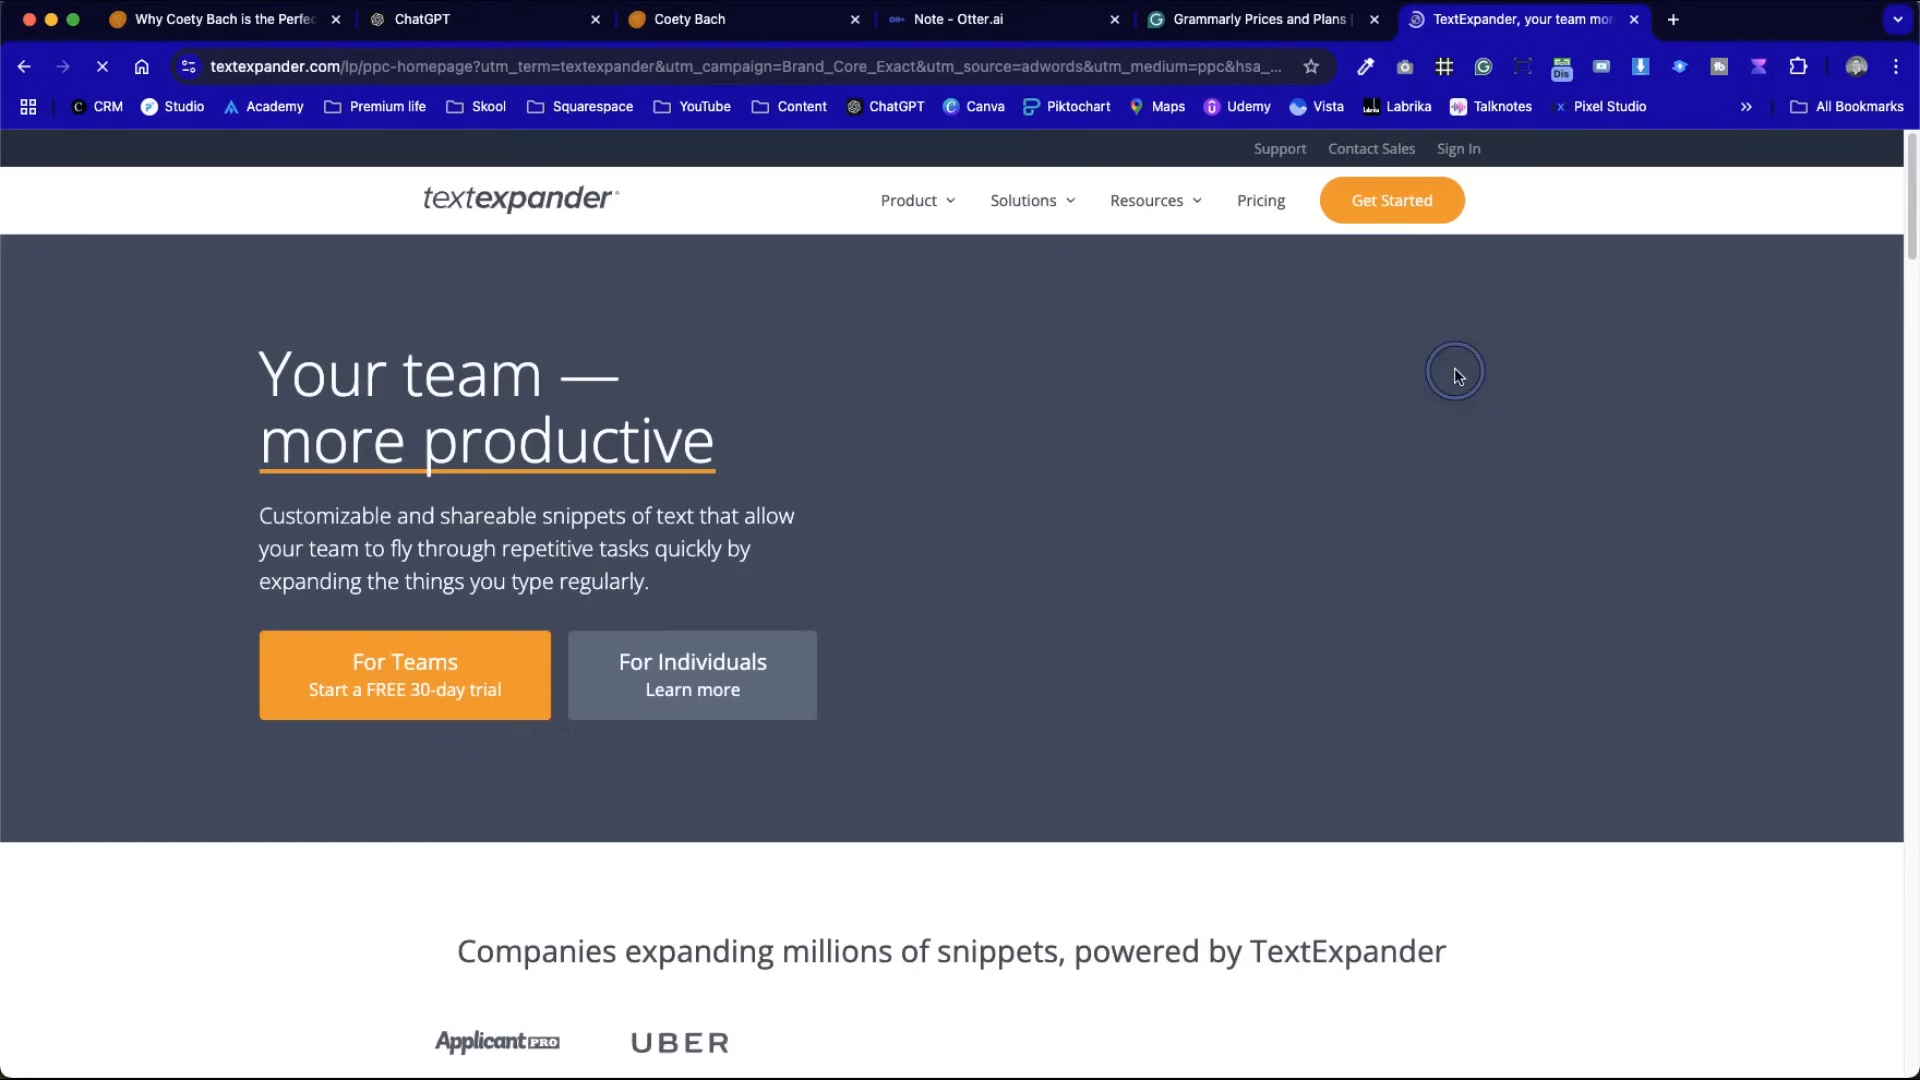 Why Coety Bach is the Perfec
ChatGPT
Coety Bach
Note - Otter.ai
Grammarly Prices and Plans |
TextExpander, your team mor
textexpander.com/lp/ppc-homepage?utm_term=textexpander&utm_campaign=Brand_Core_Exact&utm_source=adwords&utm_medium=ppc&hsa_...
Dis
CRM
Studio
Academy
Premium life
Skool
Squarespace
YouTube
Content
ChatGPT
Canva
Piktochart
Maps
Udemy
Vista
Labrika
Talknotes
Pixel Studio
»
All Bookmarks
Support
Contact Sales
Sign In
textexpander
Product
Solutions
Resources
Pricing
Get Started
Your team —
more productive
Customizable and shareable snippets of text that allow
your team to fly through repetitive tasks quickly by
expanding the things you type regularly.
For Teams
Start a FREE 30-day trial
For Individuals
Learn more
Companies expanding millions of snippets, powered by TextExpander
ApplicantPRO
UBER